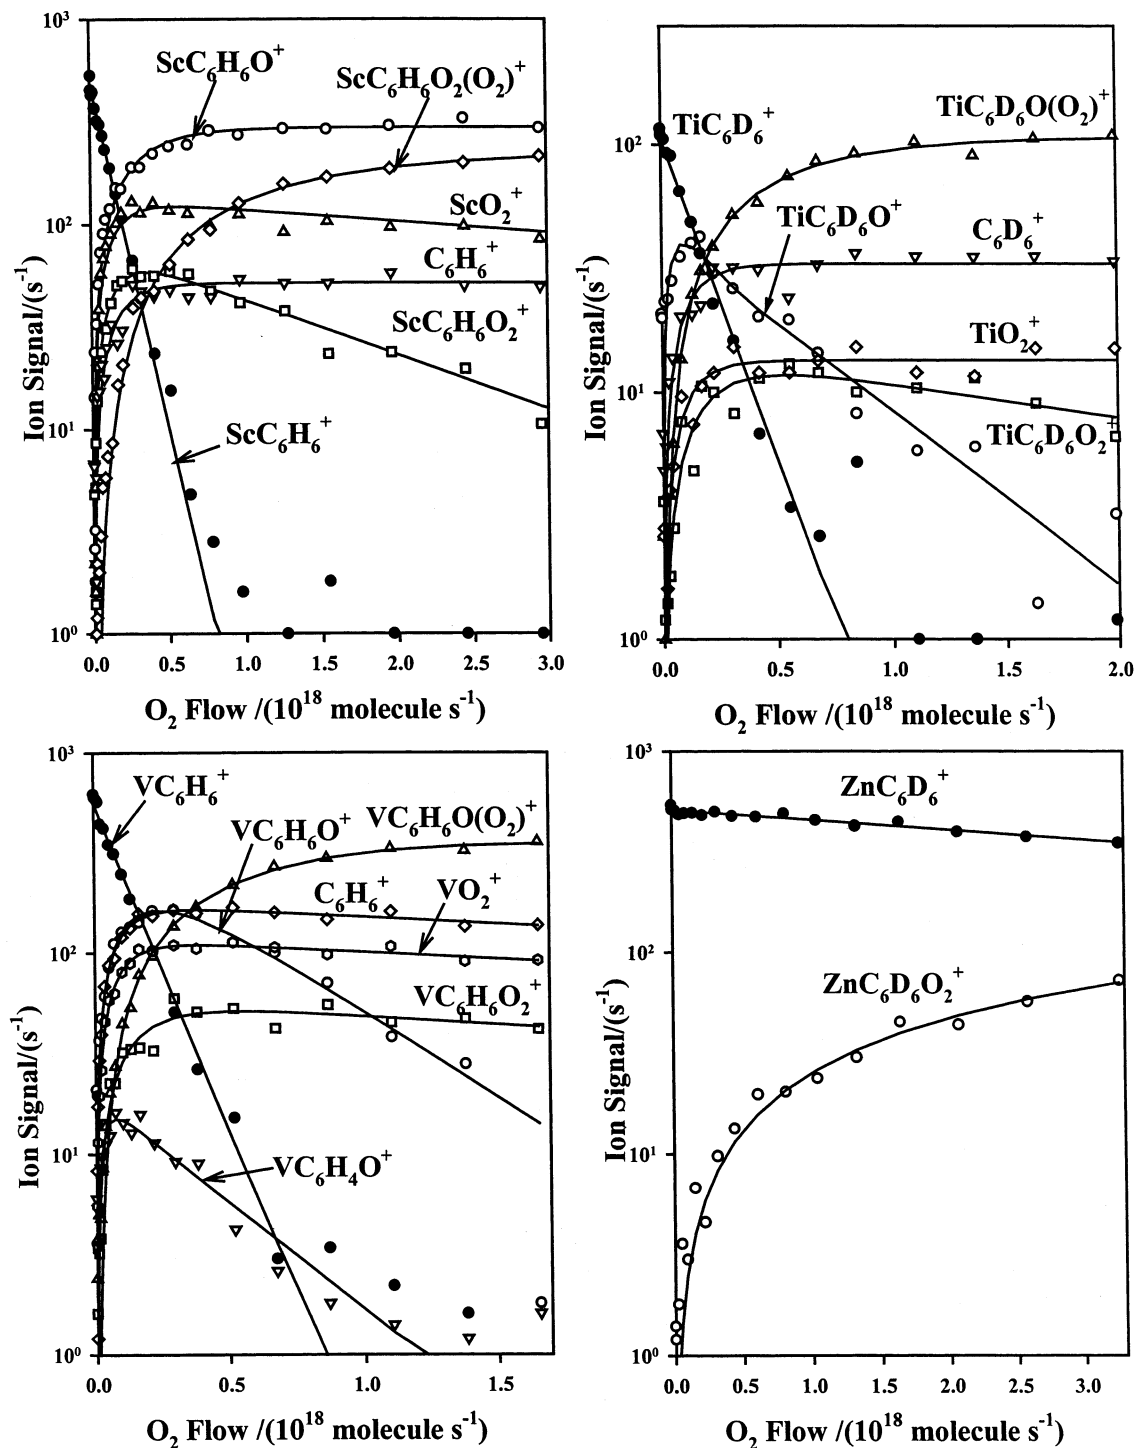 10³
ScC₆H₆O⁺
ScC₆H₆O₂(O₂)⁺
10²
ScO₂⁺
C₆H₆⁺
ScC₆H₆O₂⁺
10¹
ScC₆H₆⁺
10⁰
Ion Signal/(s⁻¹)
0.0 0.5 1.0 1.5 2.0 2.5 3.0
O₂ Flow /(10¹⁸ molecule s⁻¹)
TiC₆D₆⁺
TiC₆D₆O(O₂)⁺
10²
TiC₆D₆O⁺
C₆D₆⁺
TiO₂⁺
10¹
TiC₆D₆O₂⁺
10⁰
Ion Signal/(s⁻¹)
0.0 0.5 1.0 1.5 2.0
O₂ Flow /(10¹⁸ molecule s⁻¹)
10³
VC₆H₆⁺
VC₆H₆O⁺
VC₆H₆O(O₂)⁺
C₆H₆⁺
VO₂⁺
10²
VC₆H₆O₂⁺
10¹
VC₆H₄O⁺
10⁰
Ion Signal/(s⁻¹)
0.0 0.5 1.0 1.5
O₂ Flow /(10¹⁸ molecule s⁻¹)
10³
ZnC₆D₆⁺
10²
ZnC₆D₆O₂⁺
10¹
10⁰
Ion Signal/(s⁻¹)
0.0 0.5 1.0 1.5 2.0 2.5 3.0
O₂ Flow /(10¹⁸ molecule s⁻¹)